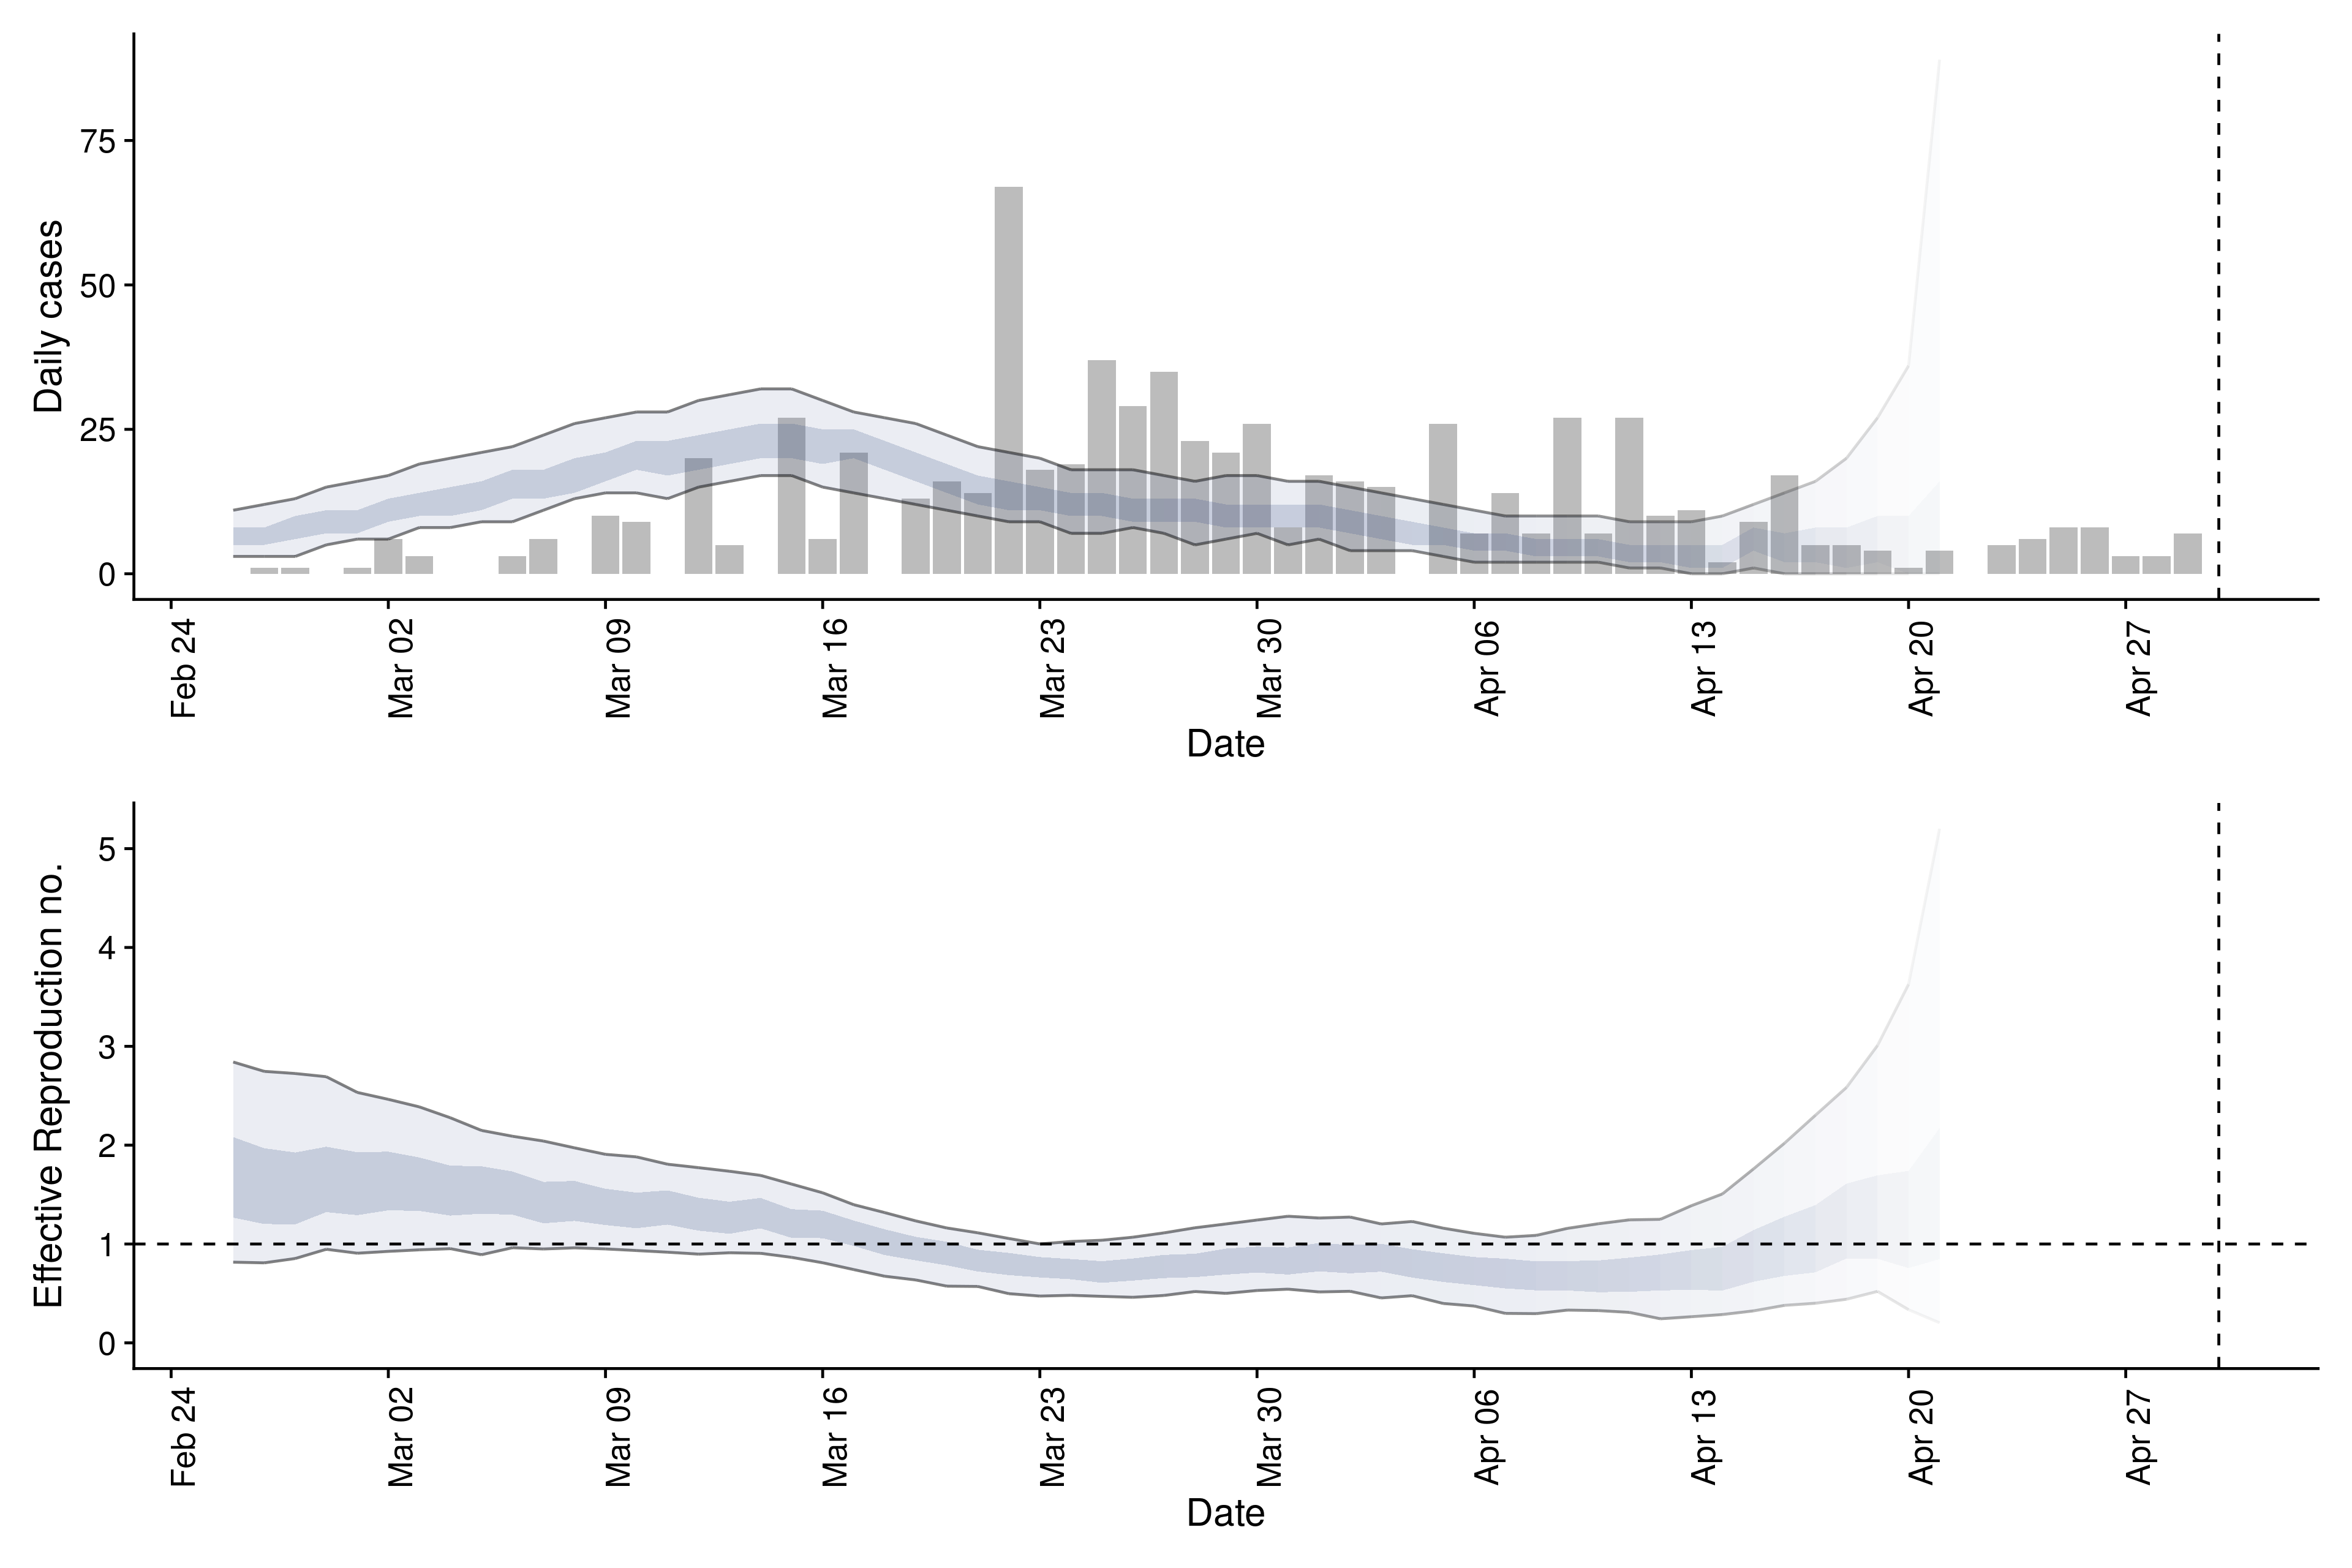 Daily cases
75
50
25
0
Feb 24
Mar 02
Mar 09
Mar 16
Mar 23
Mar 30
Apr 06
Apr 13
Apr 20
Apr 27
Date
Effective Reproduction no.
5
4
3
2
1
0
Feb 24
Mar 02
Mar 09
Mar 16
Mar 23
Mar 30
Apr 06
Apr 13
Apr 20
Apr 27
Date